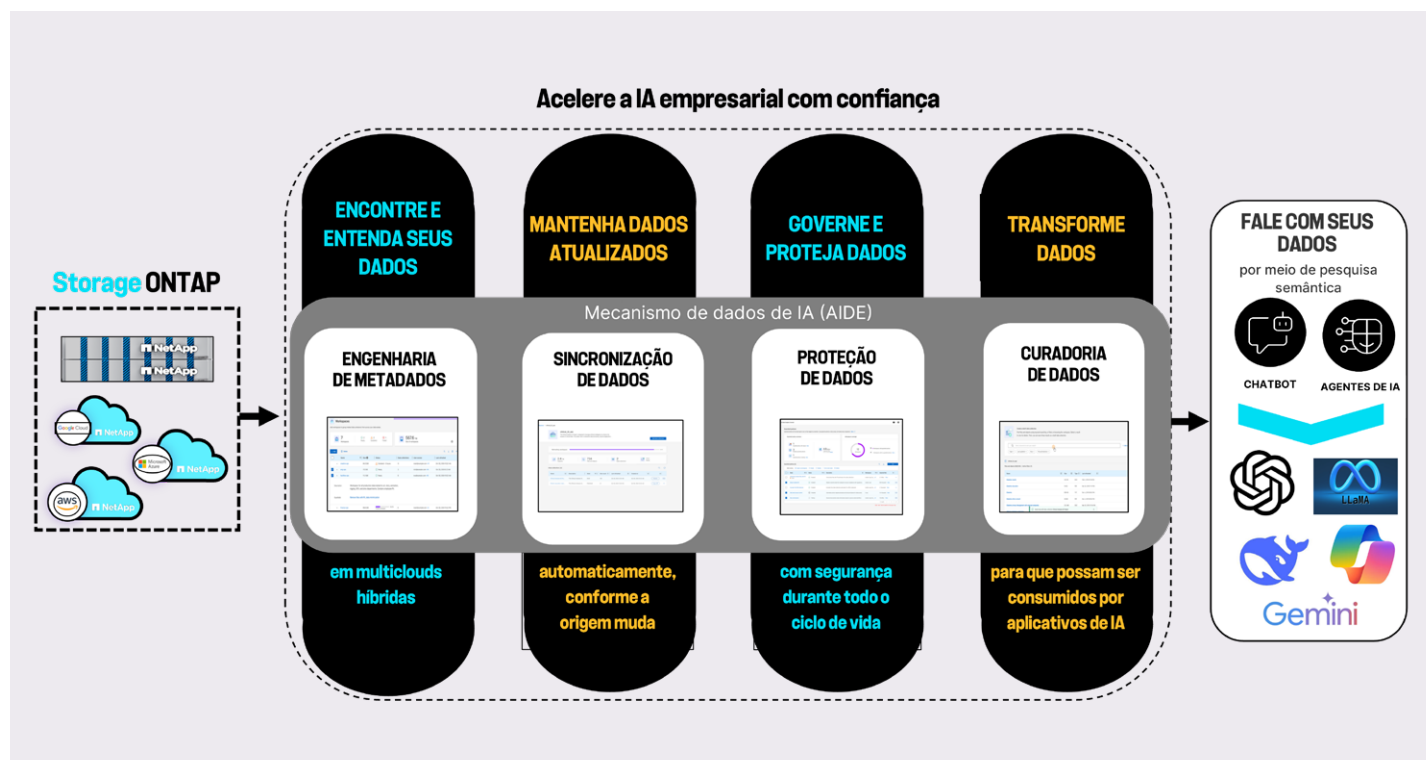 Acelere a IA empresarial com confiança
Storage ONTAP
NetApp
NetApp
Google Cloud
NetApp
Microsoft
Azure
NetApp
aws
NetApp
ENCONTRE E
ENTENDA SEUS
DADOS
MANTENHA DADOS
ATUALIZADOS
GOVERNE E
PROTEJA DADOS
TRANSFORME
DADOS
Mecanismo de dados de IA (AIDE)
ENGENHARIA
DE METADADOS
SINCRONIZAÇÃO
DE DADOS
PROTEÇÃO
DE DADOS
CURADORIA
DE DADOS
em multiclouds
híbridas
automaticamente,
conforme a
origem muda
com segurança
durante todo o
ciclo de vida
para que possam ser
consumidos por
aplicativos de IA
FALE COM SEUS
DADOS
por meio de pesquisa
semântica
CHATBOT
AGENTES DE IA
LLaMA
Gemini